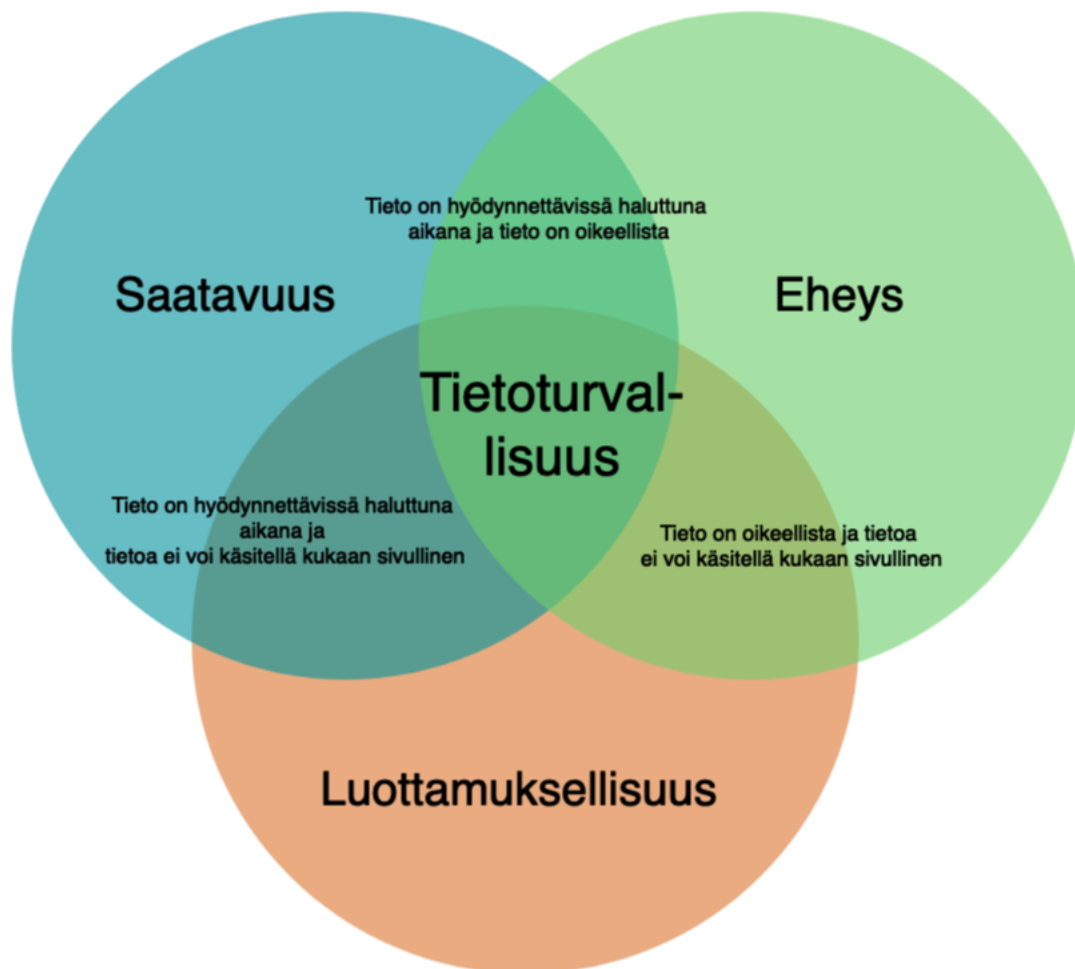 Tieto on hyödynnettävissä haluttuna
aikana ja tieto on oikeellista
Saatavuus
Eheys
Tietoturval-
lisuus
Tieto on hyödynnettävissä haluttuna
aikana ja
tietoa ei voi käsitellä kukaan sivullinen
Tieto on oikeellista ja tietoa
ei voi käsitellä kukaan sivullinen
Luottamuksellisuus